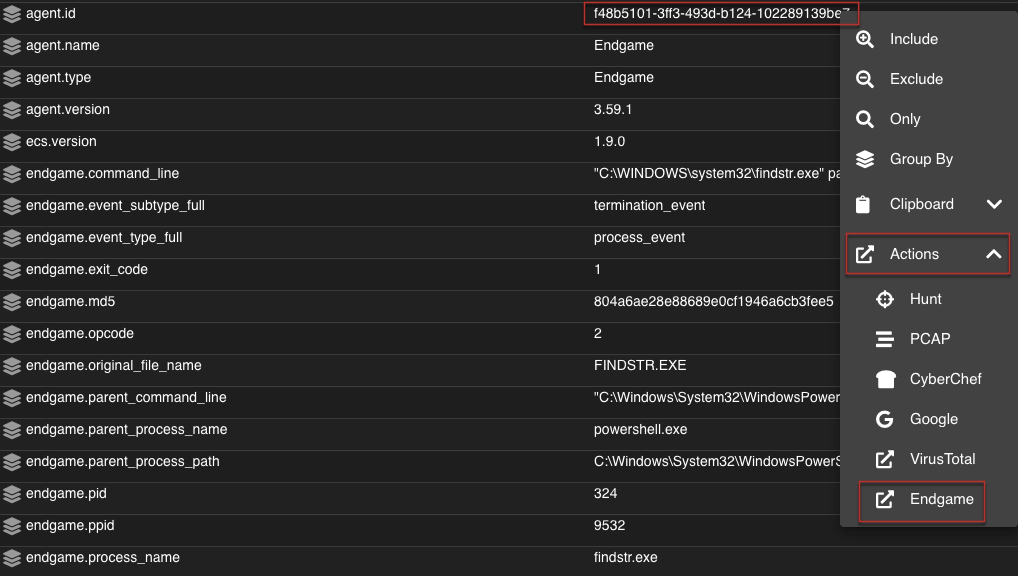 agent.id f48b5101-3ff3-493d-b124-102289139be7
agent.name Endgame
agent.type Endgame
agent.version 3.59.1
ecs.version 1.9.0
endgame.command_line "C:\WINDOWS\system32\findstr.exe" pa
endgame.event_subtype_full termination_event
endgame.event_type_full process_event
endgame.exit_code 1
endgame.md5 804a6ae28e88689e0cf1946a6cb3fee5
endgame.opcode 2
endgame.original_file_name FINDSTR.EXE
endgame.parent_command_line "C:\Windows\System32\WindowsPower
endgame.parent_process_name powershell.exe
endgame.parent_process_path C:\Windows\System32\WindowsPowerS
endgame.pid 324
endgame.ppid 9532
endgame.process_name findstr.exe
Include
Exclude
Only
Group By
Clipboard
Actions
Hunt
PCAP
CyberChef
Google
VirusTotal
Endgame